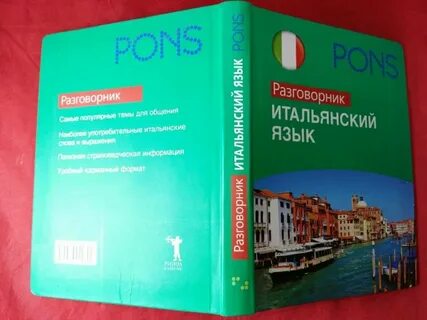 PONS
Разговорник
Самые популярные темы для общения
Наиболее употребительные итальянские
слова и выражения
Полезная страноведческая информация
Удобный карманный формат
Разговорник ИТАЛЬЯНСКИЙ ЯЗЫК PONS
PONS
Разговорник
ИТАЛЬЯНСКИЙ
ЯЗЫК